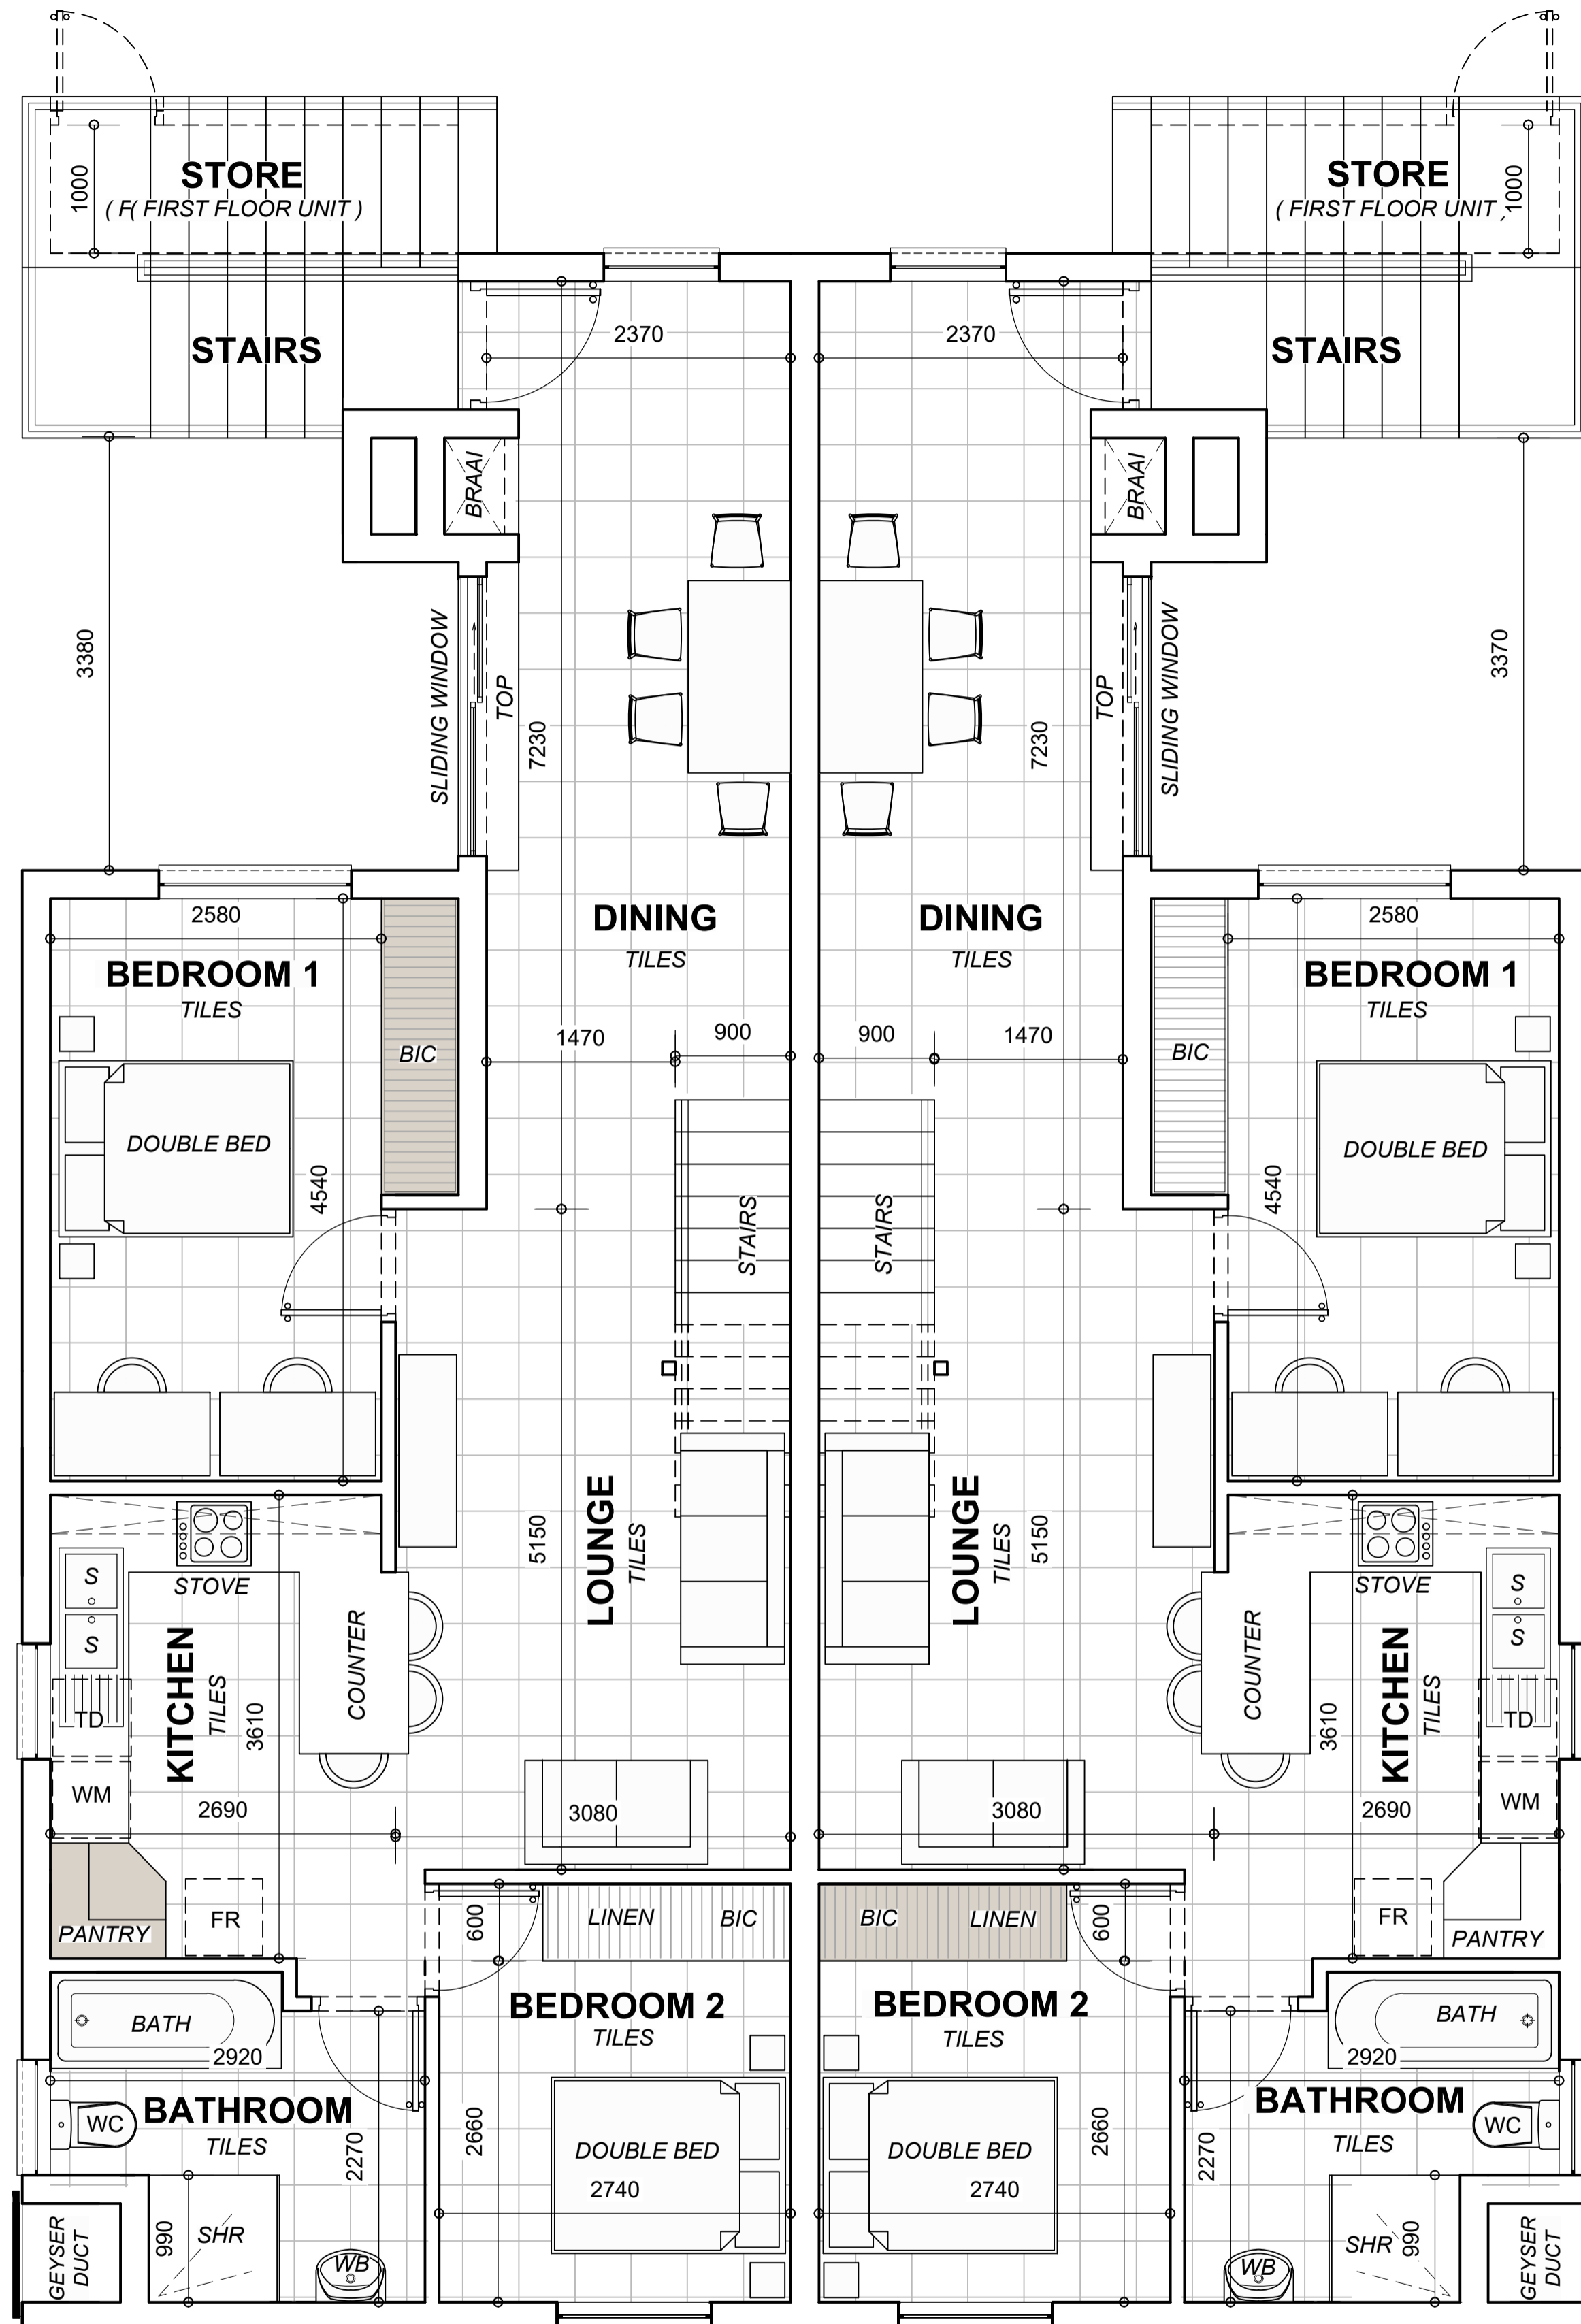 STORE
( F( FIRST FLOOR UNIT )
1000
STORE
( FIRST FLOOR UNIT
1000
STAIRS
STAIRS
2370
2370
BRAAI
BRAAI
3380
SLIDING WINDOW
TOP
7230
7230
TOP
SLIDING WINDOW
3370
2580
DINING
TILES
DINING
TILES
2580
BEDROOM 1
TILES
BEDROOM 1
TILES
BIC
1470
900
900
1470
BIC
DOUBLE BED
4540
STAIRS
STAIRS
4540
DOUBLE BED
5150
LOUNGE
TILES
LOUNGE
TILES
5150
S
S
STOVE
STOVE
S
S
KITCHEN
TILES
3610
COUNTER
COUNTER
3610
KITCHEN
TILES
TD
WM
TD
WM
2690
3080
3080
2690
PANTRY
FR
600
LINEN
BIC
BIC
LINEN
600
FR
PANTRY
BATH
2920
BEDROOM 2
TILES
BEDROOM 2
TILES
BATH
2920
WC
BATHROOM
TILES
2270
2660
DOUBLE BED
2740
DOUBLE BED
2740
2660
2270
BATHROOM
TILES
WC
GEYSER
DUCT
990
SHR
WB
WB
SHR
990
GEYSER
DUCT